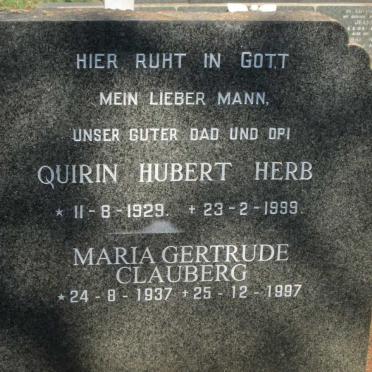 HIER RUHT IN GOTT
MEIN LIEBER MANN,
UNSER GUTER DAD UND OPI
QUIRIN HUBERT HERB
* 11-8-1929. + 23-2-1999.
MARIA GERTRUDE
CLAUBERG
*24 - 8 - 1937 + 25 - 12 - 1997